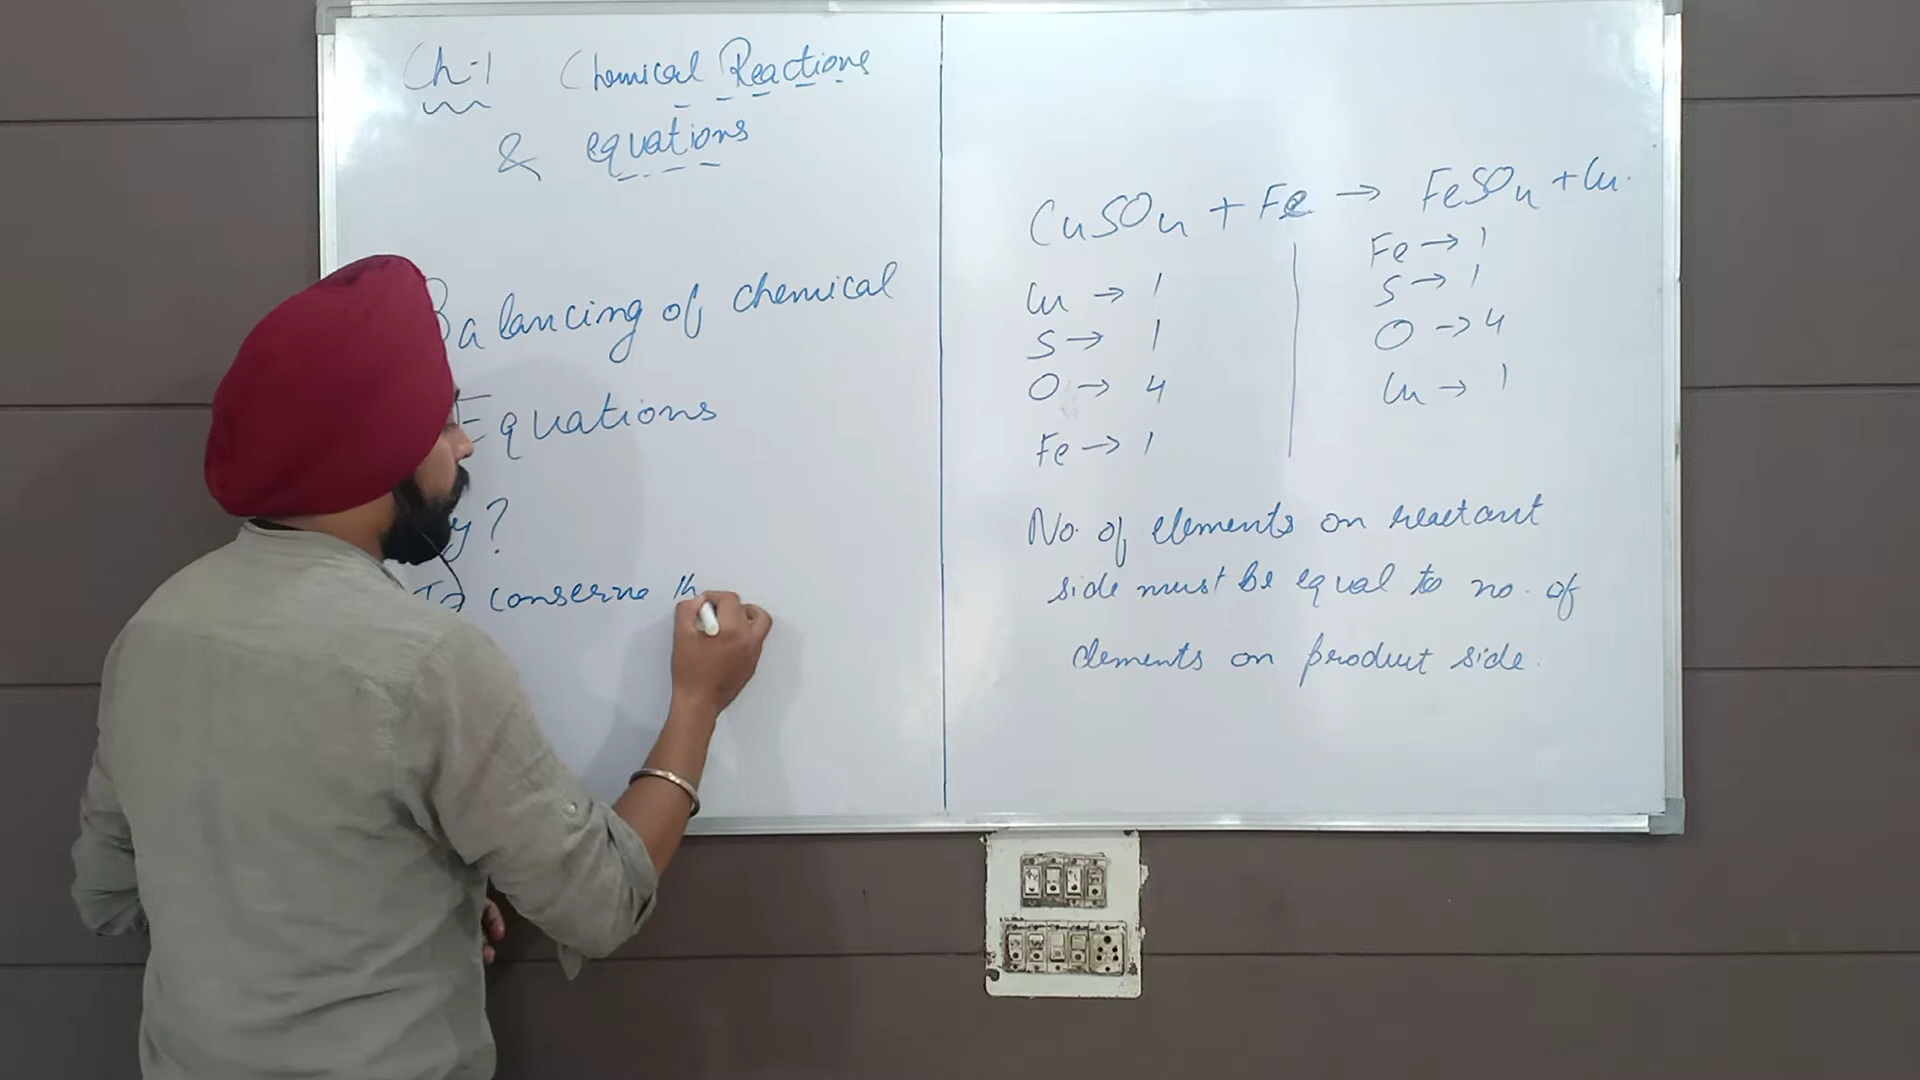 Ch-1 Chemical Reactions
& equations
Balancing of chemical
Equations
y?
To conserve th
CuSO4 + Fe → FeSO4 + Cu.
Cu → 1
S → 1
O → 4
Fe → 1
Fe → 1
S → 1
O → 4
Cu → 1
No. of elements on reactant
side must be equal to no. of
elements on product side.